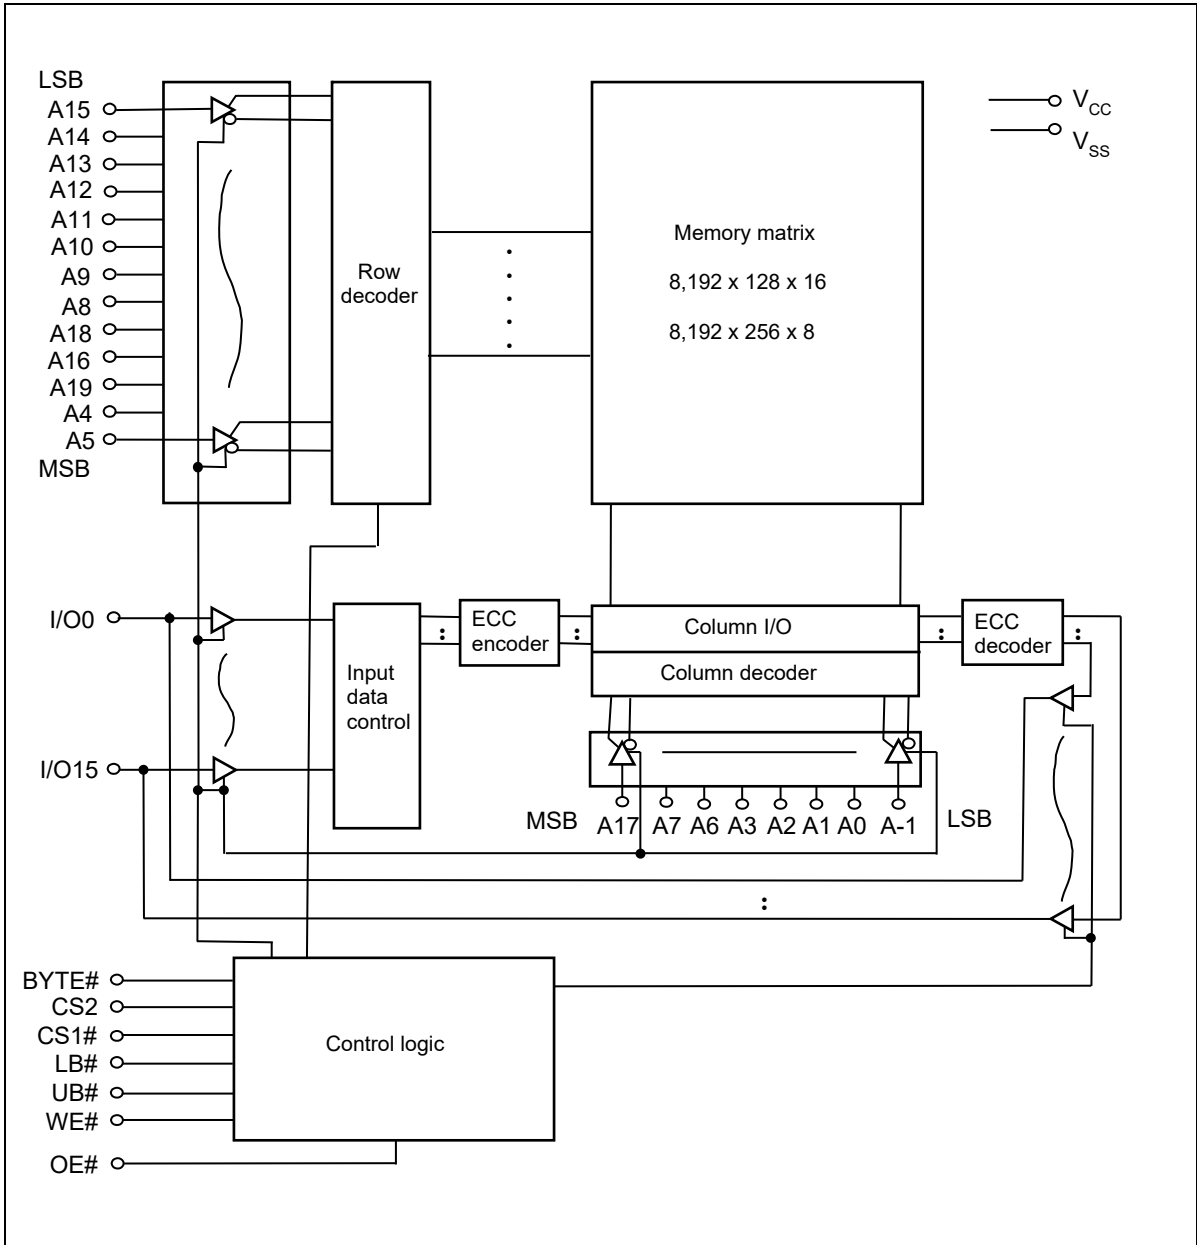 LSB
A15
A14
A13
A12
A11
A10
A9
A8
A18
A16
A19
A4
A5
MSB
Row
decoder
Memory matrix
8,192 x 128 x 16
8,192 x 256 x 8
VCC
VSS
I/O0
I/O15
Input
data
control
ECC
encoder
Column I/O
Column decoder
ECC
decoder
MSB A17 A7 A6 A3 A2 A1 A0 A-1 LSB
BYTE#
CS2
CS1#
LB#
UB#
WE#
OE#
Control logic